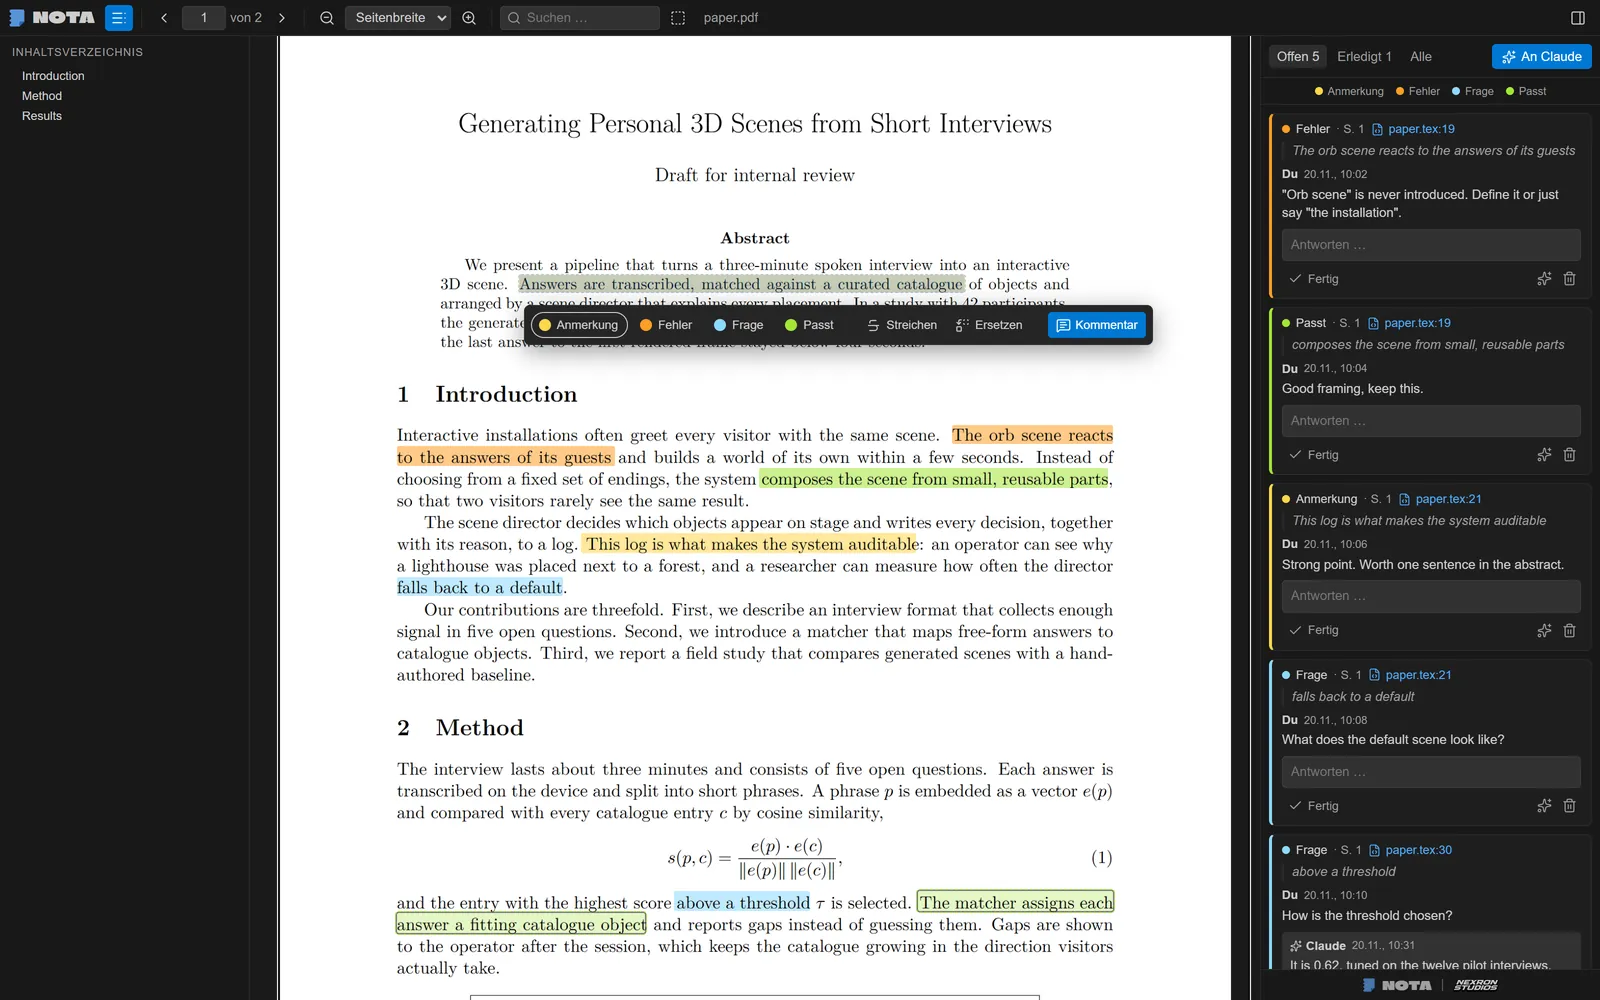 NOTA
1 von 2
Seitenbreite
Suchen …
paper.pdf
INHALTSVERZEICHNIS
Introduction
Method
Results
Generating Personal 3D Scenes from Short Interviews
Draft for internal review
Abstract
We present a pipeline that turns a three-minute spoken interview into an interactive
3D scene. Answers are transcribed, matched against a curated catalogue of objects and
arranged by a scene director that explains every placement. In a study with 42 participants,
the generate
the last answer to the first rendered frame stayed below four seconds.
Anmerkung Fehler Frage Passt Streichen Ersetzen Kommentar
1 Introduction
Interactive installations often greet every visitor with the same scene. The orb scene reacts
to the answers of its guests and builds a world of its own within a few seconds. Instead of
choosing from a fixed set of endings, the system composes the scene from small, reusable parts,
so that two visitors rarely see the same result.
The scene director decides which objects appear on stage and writes every decision, together
with its reason, to a log. This log is what makes the system auditable: an operator can see why
a lighthouse was placed next to a forest, and a researcher can measure how often the director
falls back to a default.
Our contributions are threefold. First, we describe an interview format that collects enough
signal in five open questions. Second, we introduce a matcher that maps free-form answers to
catalogue objects. Third, we report a field study that compares generated scenes with a hand-
authored baseline.
2 Method
The interview lasts about three minutes and consists of five open questions. Each answer is
transcribed on the device and split into short phrases. A phrase p is embedded as a vector e(p)
and compared with every catalogue entry c by cosine similarity,
s(p, c) = e(p) · e(c) / ‖e(p)‖ ‖e(c)‖, (1)
and the entry with the highest score above a threshold τ is selected. The matcher assigns each
answer a fitting catalogue object and reports gaps instead of guessing them. Gaps are shown
to the operator after the session, which keeps the catalogue growing in the direction visitors
actually take.
Offen 5 Erledigt 1 Alle An Claude
Anmerkung Fehler Frage Passt
Fehler · S. 1 paper.tex:19
The orb scene reacts to the answers of its guests
Du 20.11., 10:02
"Orb scene" is never introduced. Define it or just
say "the installation".
Antworten …
Fertig
Passt · S. 1 paper.tex:19
composes the scene from small, reusable parts
Du 20.11., 10:04
Good framing, keep this.
Antworten …
Fertig
Anmerkung · S. 1 paper.tex:21
This log is what makes the system auditable
Du 20.11., 10:06
Strong point. Worth one sentence in the abstract.
Antworten …
Fertig
Frage · S. 1 paper.tex:21
falls back to a default
Du 20.11., 10:08
What does the default scene look like?
Antworten …
Fertig
Frage · S. 1 paper.tex:30
above a threshold
Du 20.11., 10:10
How is the threshold chosen?
Claude 20.11., 10:31
It is 0.62, tuned on the twelve pilot interviews.
NOTA | NEXRON STUDIOS